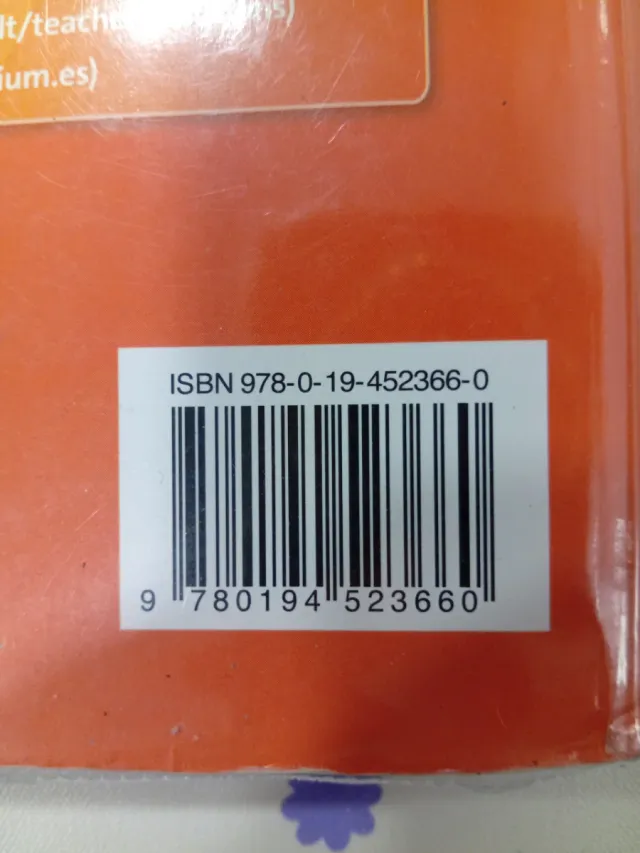 lt/teach
ium.es)
ISBN 978-0-19-452366-0
9 780194 523660